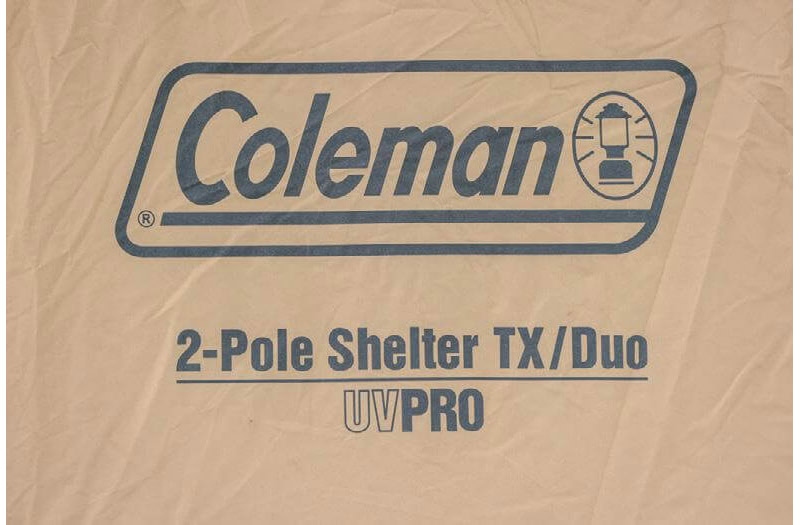 Coleman
®
2-Pole Shelter TX/Duo
UVPRO